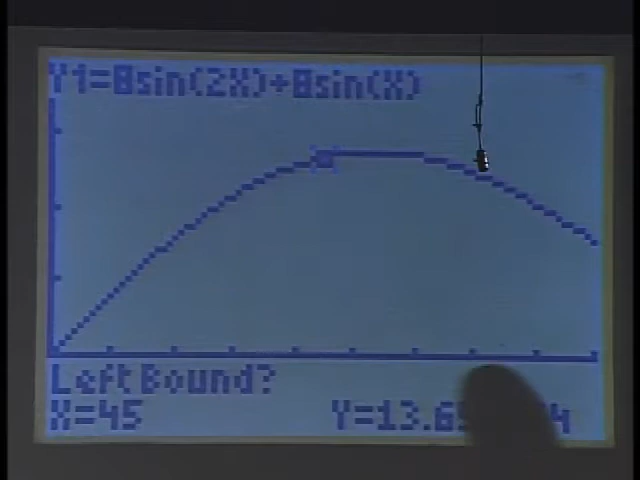 Y1=8sin(2X)+8sin(X)
Left Bound?
X=45
Y=13.6